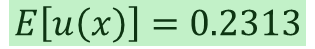 E[u(x)] = 0.2313